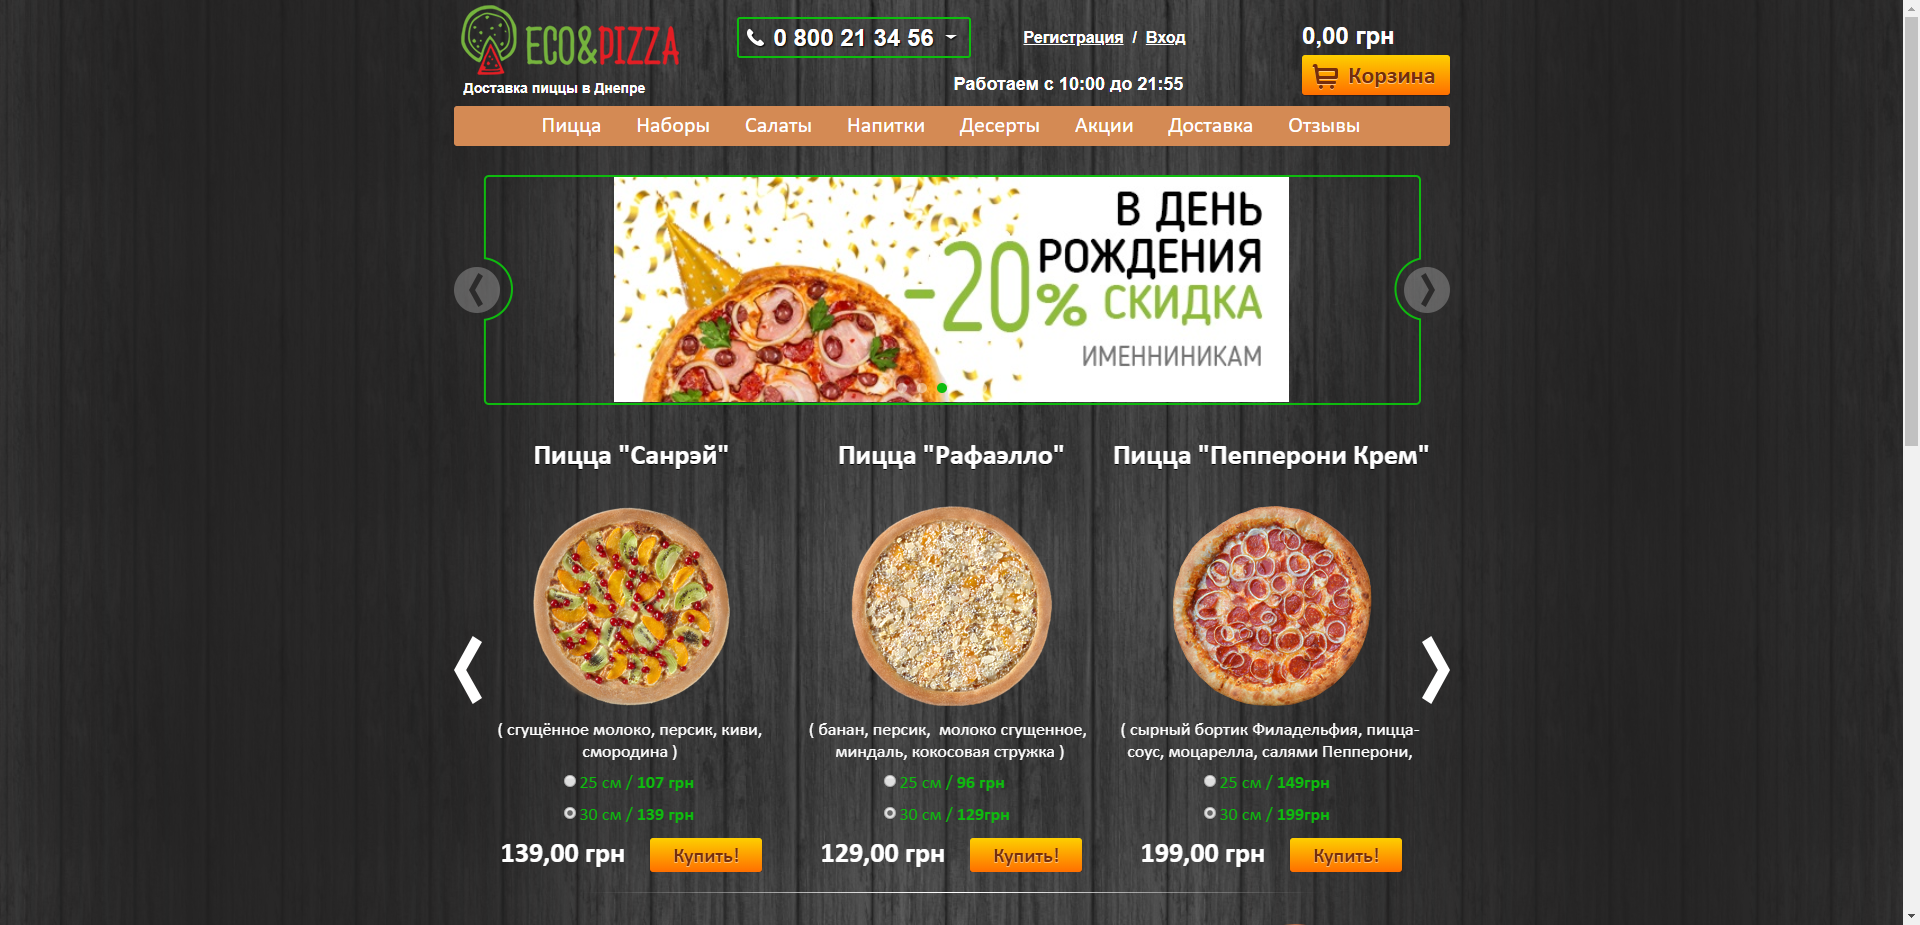 ECO&PIZZA
Доставка пиццы в Днепре
0 800 21 34 56
Регистрация / Вход
Работаем с 10:00 до 21:55
0,00 грн
Корзина
Пицца Наборы Салаты Напитки Десерты Акции Доставка Отзывы
В ДЕНЬ
РОЖДЕНИЯ
-20% СКИДКА
ИМЕННИНИКАМ
Пицца "Санрэй"
( сгущённое молоко, персик, киви,
смородина )
25 см / 107 грн
30 см / 139 грн
139,00 грн Купить!
Пицца "Рафаэлло"
( банан, персик, молоко сгущенное,
миндаль, кокосовая стружка )
25 см / 96 грн
30 см / 129грн
129,00 грн Купить!
Пицца "Пепперони Крем"
( сырный бортик Филадельфия, пицца-
соус, моцарелла, салями Пепперони,
25 см / 149грн
30 см / 199грн
199,00 грн Купить!